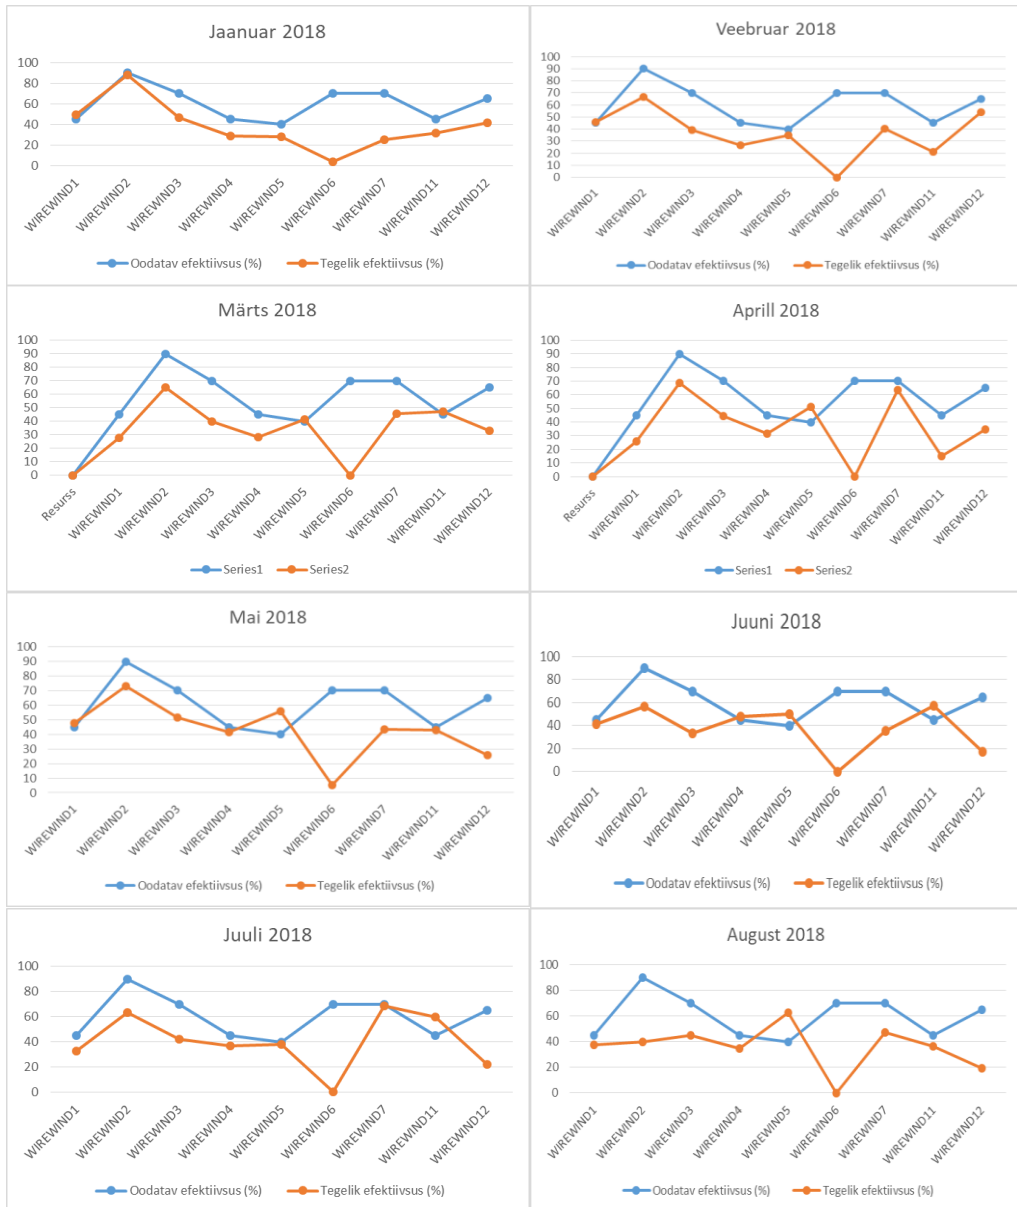 Jaanuar 2018
100
80
60
40
20
0
WIREWIND1
WIREWIND2
WIREWIND3
WIREWIND4
WIREWIND5
WIREWIND6
WIREWIND7
WIREWIND11
WIREWIND12
Oodatav efektiivsus (%) Tegelik efektiivsus (%)
Veebruar 2018
100
90
80
70
60
50
40
30
20
10
0
WIREWIND1
WIREWIND2
WIREWIND3
WIREWIND4
WIREWIND5
WIREWIND6
WIREWIND7
WIREWIND11
WIREWIND12
Oodatav efektiivsus (%) Tegelik efektiivsus (%)
Märts 2018
100
90
80
70
60
50
40
30
20
10
0
Resurss
WIREWIND1
WIREWIND2
WIREWIND3
WIREWIND4
WIREWIND5
WIREWIND6
WIREWIND7
WIREWIND11
WIREWIND12
Series1 Series2
Aprill 2018
100
90
80
70
60
50
40
30
20
10
0
Resurss
WIREWIND1
WIREWIND2
WIREWIND3
WIREWIND4
WIREWIND5
WIREWIND6
WIREWIND7
WIREWIND11
WIREWIND12
Series1 Series2
Mai 2018
100
90
80
70
60
50
40
30
20
10
0
WIREWIND1
WIREWIND2
WIREWIND3
WIREWIND4
WIREWIND5
WIREWIND6
WIREWIND7
WIREWIND11
WIREWIND12
Oodatav efektiivsus (%) Tegelik efektiivsus (%)
Juuni 2018
100
80
60
40
20
0
WIREWIND1
WIREWIND2
WIREWIND3
WIREWIND4
WIREWIND5
WIREWIND6
WIREWIND7
WIREWIND11
WIREWIND12
Oodatav efektiivsus (%) Tegelik efektiivsus (%)
Juuli 2018
100
80
60
40
20
0
WIREWIND1
WIREWIND2
WIREWIND3
WIREWIND4
WIREWIND5
WIREWIND6
WIREWIND7
WIREWIND11
WIREWIND12
Oodatav efektiivsus (%) Tegelik efektiivsus (%)
August 2018
100
80
60
40
20
0
WIREWIND1
WIREWIND2
WIREWIND3
WIREWIND4
WIREWIND5
WIREWIND6
WIREWIND7
WIREWIND11
WIREWIND12
Oodatav efektiivsus (%) Tegelik efektiivsus (%)